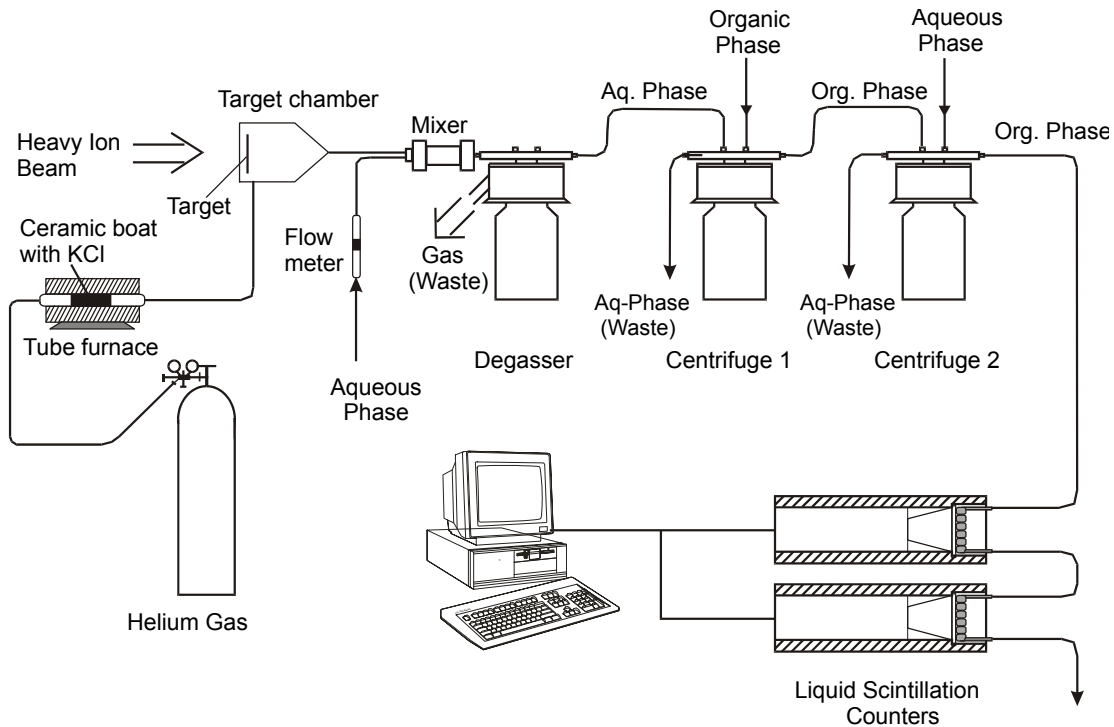 Organic
Phase
Aqueous
Phase
Target chamber
Aq. Phase
Org. Phase
Mixer
Org. Phase
Heavy Ion
Beam
Target
Ceramic boat
with KCl
Flow
meter
Gas
(Waste)
Aq-Phase
(Waste)
Aq-Phase
(Waste)
Tube furnace
Degasser
Centrifuge 1
Centrifuge 2
Aqueous
Phase
Helium Gas
Liquid Scintillation
Counters